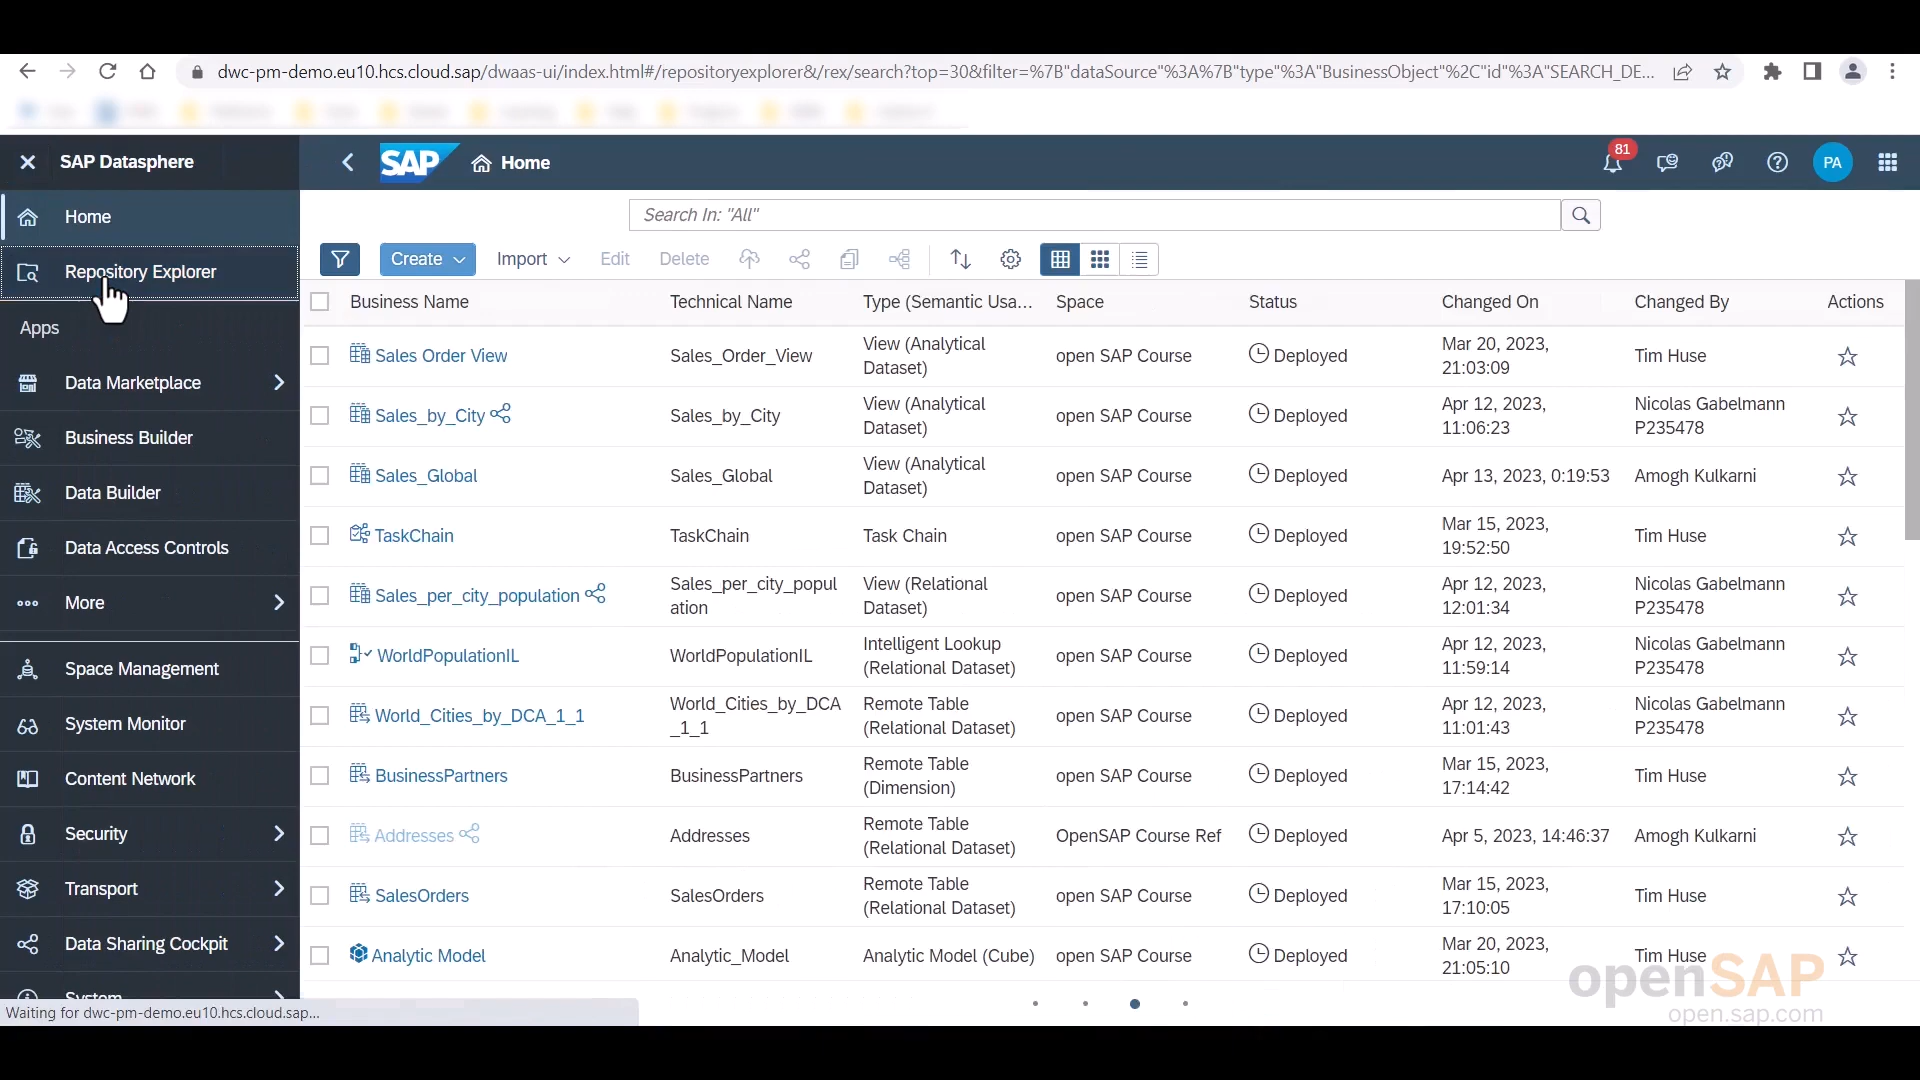 dwc-pm-demo.eu10.hcs.cloud.sap/dwaas-ui/index.html#/repositoryexplorer&/rex/search?top=30&filter=%7B"dataSource"%3A%7B"type"%3A"BusinessObject"%2C"id"%3A"SEARCH_DE...
SAP Datasphere
SAP
Home
81
PA
Home
Repository Explorer
Apps
Data Marketplace
Business Builder
Data Builder
Data Access Controls
More
Space Management
System Monitor
Content Network
Security
Transport
Data Sharing Cockpit
System
Search In: "All"
Create
Import
Edit
Delete
Business Name Technical Name Type (Semantic Usa... Space Status Changed On Changed By Actions
Sales Order View Sales_Order_View View (Analytical Dataset) open SAP Course Deployed Mar 20, 2023, 21:03:09 Tim Huse
Sales_by_City Sales_by_City View (Analytical Dataset) open SAP Course Deployed Apr 12, 2023, 11:06:23 Nicolas Gabelmann P235478
Sales_Global Sales_Global View (Analytical Dataset) open SAP Course Deployed Apr 13, 2023, 0:19:53 Amogh Kulkarni
TaskChain TaskChain Task Chain open SAP Course Deployed Mar 15, 2023, 19:52:50 Tim Huse
Sales_per_city_population Sales_per_city_population View (Relational Dataset) open SAP Course Deployed Apr 12, 2023, 12:01:34 Nicolas Gabelmann P235478
WorldPopulationIL WorldPopulationIL Intelligent Lookup (Relational Dataset) open SAP Course Deployed Apr 12, 2023, 11:59:14 Nicolas Gabelmann P235478
World_Cities_by_DCA_1_1 World_Cities_by_DCA_1_1 Remote Table (Relational Dataset) open SAP Course Deployed Apr 12, 2023, 11:01:43 Nicolas Gabelmann P235478
BusinessPartners BusinessPartners Remote Table (Dimension) open SAP Course Deployed Mar 15, 2023, 17:14:42 Tim Huse
Addresses Addresses Remote Table (Relational Dataset) OpenSAP Course Ref Deployed Apr 5, 2023, 14:46:37 Amogh Kulkarni
SalesOrders SalesOrders Remote Table (Relational Dataset) open SAP Course Deployed Mar 15, 2023, 17:10:05 Tim Huse
Analytic Model Analytic_Model Analytic Model (Cube) open SAP Course Deployed Mar 20, 2023, 21:05:10 Tim Huse
openSAP
open.sap.com
Waiting for dwc-pm-demo.eu10.hcs.cloud.sap...